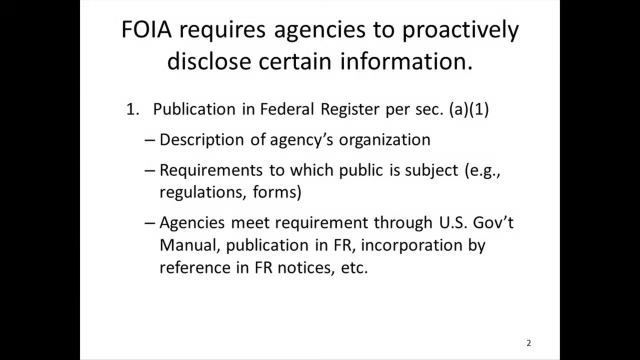 FOIA requires agencies to proactively
disclose certain information.
1. Publication in Federal Register per sec. (a)(1)
– Description of agency's organization
– Requirements to which public is subject (e.g.,
regulations, forms)
– Agencies meet requirement through U.S. Gov't
Manual, publication in FR, incorporation by
reference in FR notices, etc.
2